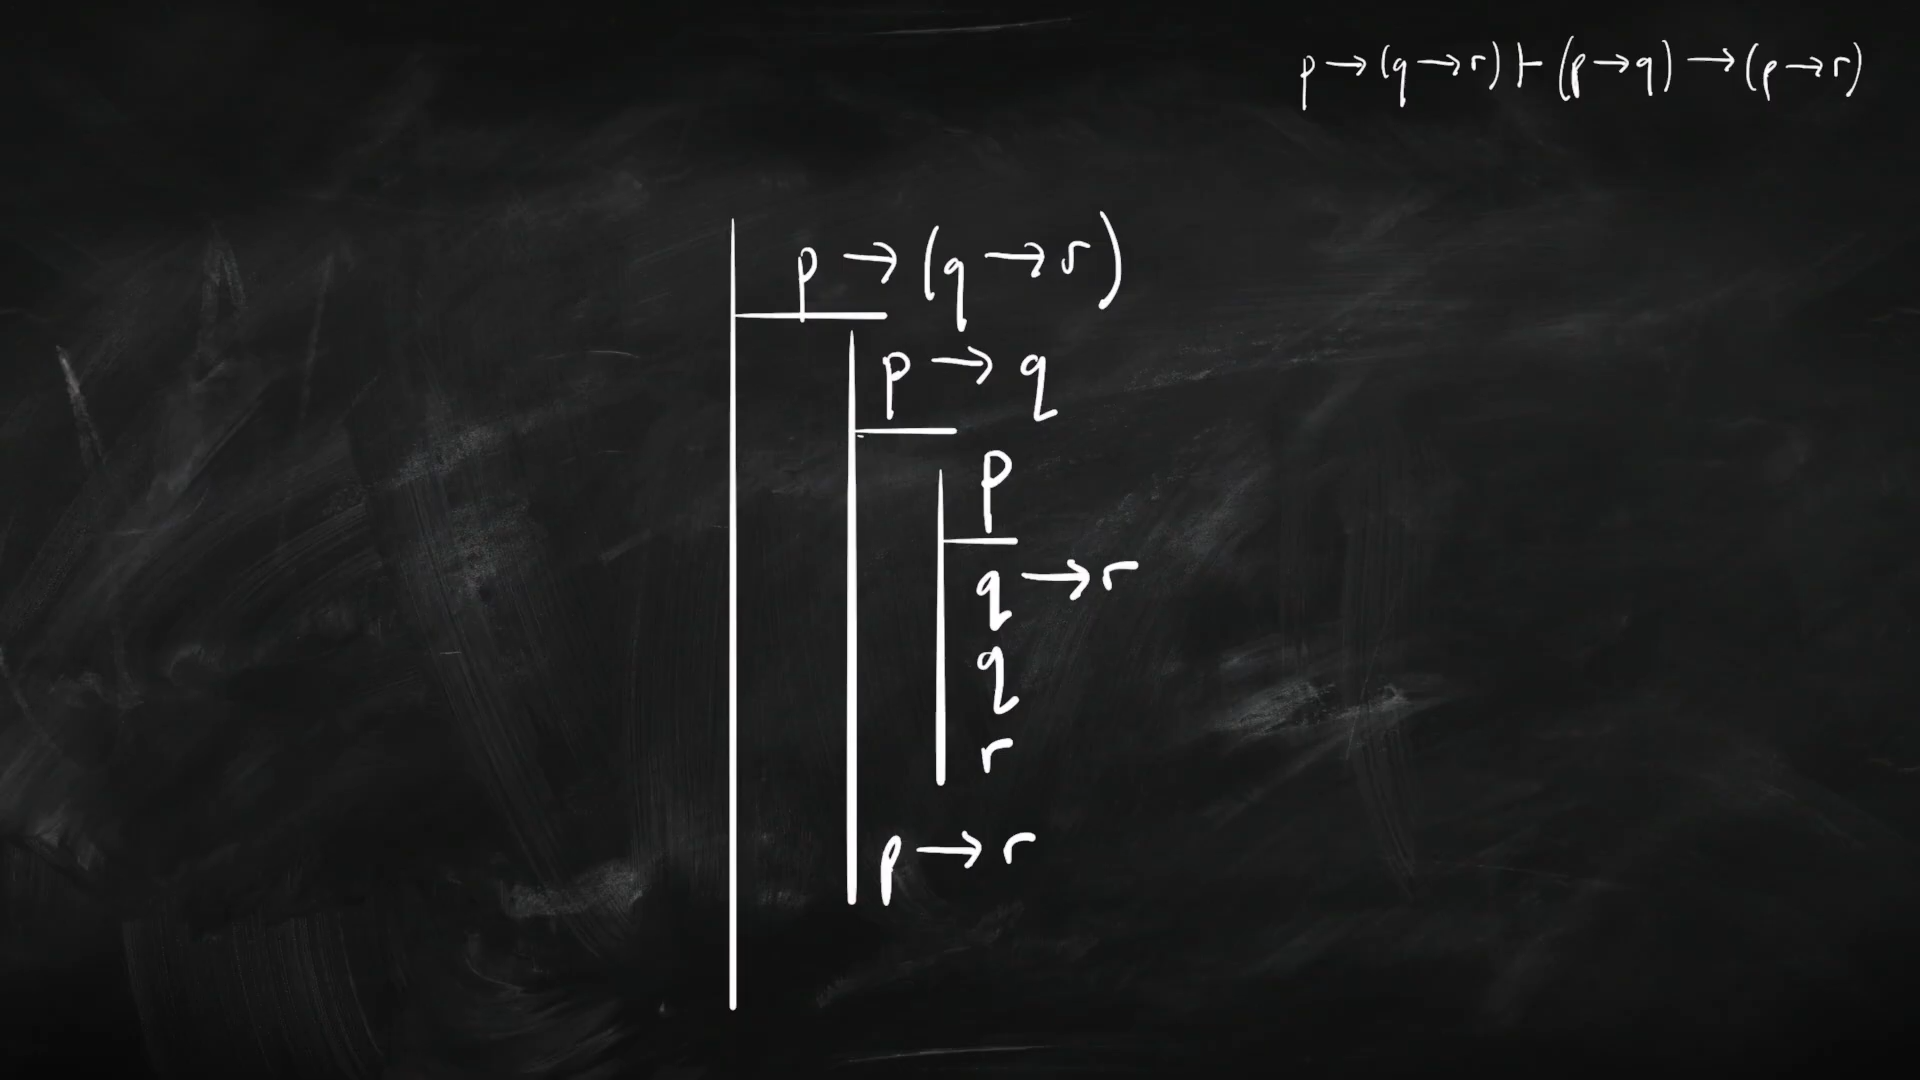 p → (q → r) ⊢ (p → q) → (p → r)
p → (q → r)
p → q
p
q → r
q
r
p → r